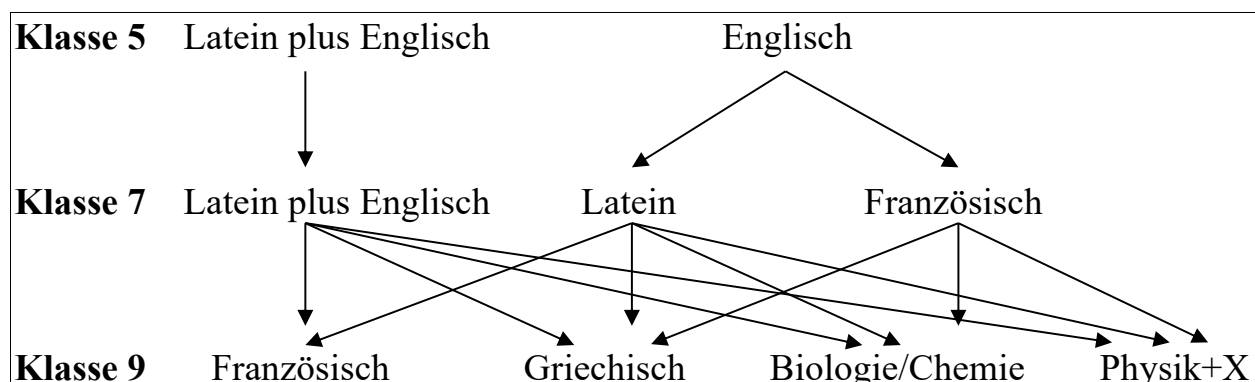 Klasse 5 Latein plus Englisch Englisch
Klasse 7 Latein plus Englisch Latein Französisch
Klasse 9 Französisch Griechisch Biologie/Chemie Physik+X